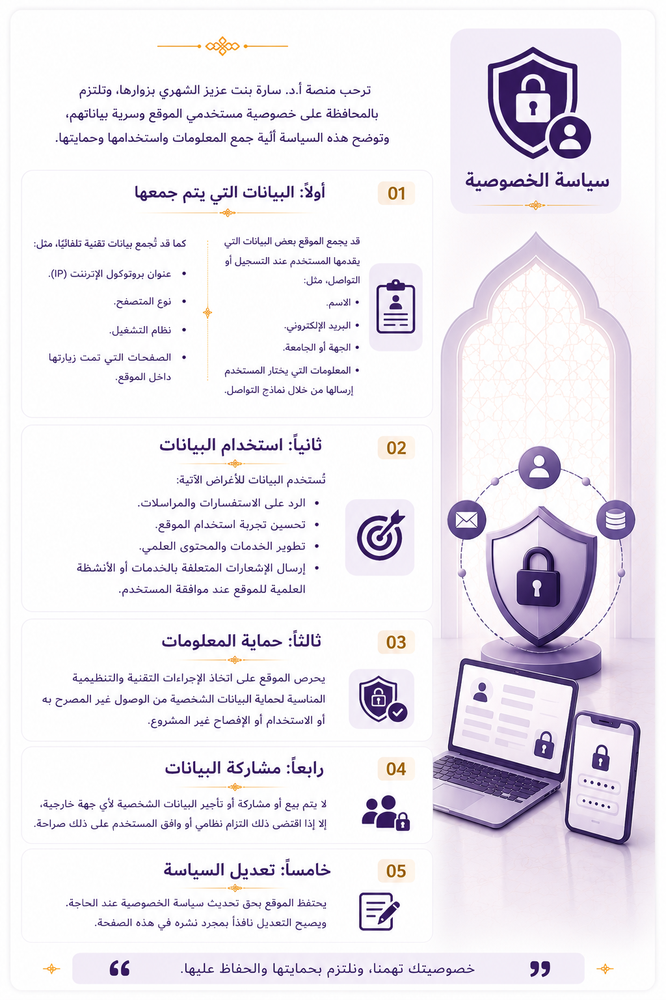 سياسة الخصوصية
ترحب منصة أ.د. سارة بنت عزيز الشهري بزوارها، وتلتزم
بالمحافظة على خصوصية مستخدمي الموقع وسرية بياناتهم،
وتوضح هذه السياسة ألية جمع المعلومات واستخدامها وحمايتها.
01
أولاً: البيانات التي يتم جمعها
قد يجمع الموقع بعض البيانات التي
يقدمها المستخدم عند التسجيل أو
التواصل، مثل:
• الاسم.
• البريد الإلكتروني.
• الجهة أو الجامعة.
• المعلومات التي يختار المستخدم
إرسالها من خلال نماذج التواصل.
كما قد تُجمع بيانات تقنية تلفائيًا، مثل:
• عنوان بروتوكول الإنترنت (IP).
• نوع المتصفح.
• نظام التشغيل.
• الصفحات التي تمت زيارتها
داخل الموقع.
02
ثانياً: استخدام البيانات
تُستخدم البيانات للأغراض الآتية:
• الرد على الاستفسارات والمراسلات.
• تحسين تجربة استخدام الموقع.
• تطوير الخدمات والمحتوى العلمي.
• إرسال الإشعارات المتعلقة بالخدمات أو الأنشطة
العلمية للموقع عند موافقة المستخدم.
03
ثالثاً: حماية المعلومات
يحرص الموقع على اتخاذ الإجراءات التقنية والتنظيمية
المناسبة لحماية البيانات الشخصية من الوصول غير المصرح به
أو الاستخدام أو الإفصاح غير المشروع.
04
رابعاً: مشاركة البيانات
لا يتم بيع أو مشاركة أو تأجير البيانات الشخصية لأي جهة خارجية،
إلا إذا اقتضى ذلك التزام نظامي أو وافق المستخدم على ذلك صراحة.
05
خامساً: تعديل السياسة
يحتفظ الموقع بحق تحديث سياسة الخصوصية عند الحاجة.
ويصبح التعديل نافذاً بمجرد نشره في هذه الصفحة.
خصوصيتك تهمنا، ونلتزم بحمايتها والحفاظ عليها.